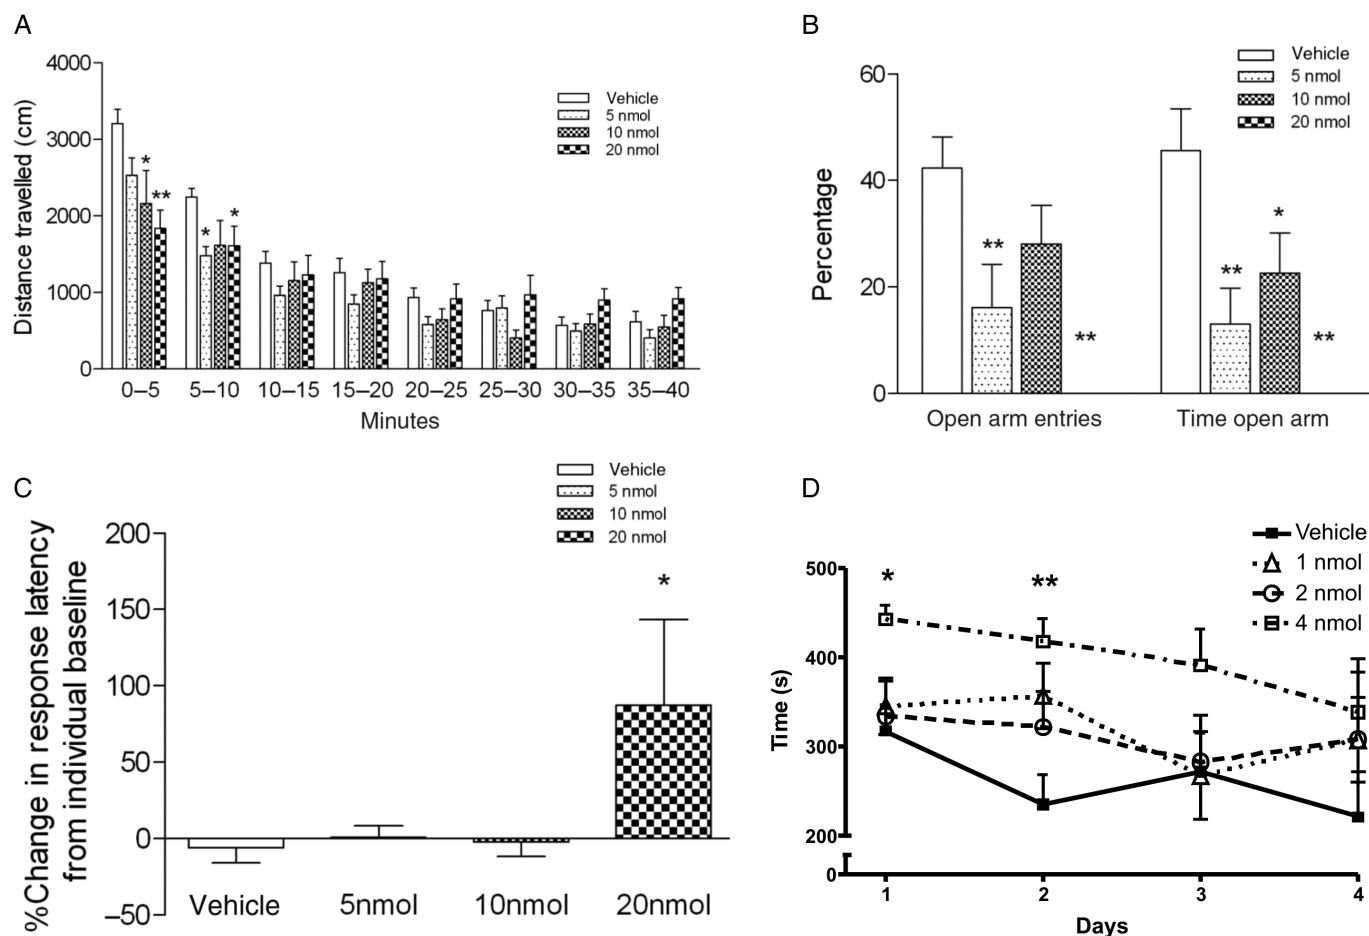 A
4000
3000
2000
1000
0
Distance travelled (cm)
Vehicle
5 nmol
10 nmol
20 nmol
*
**
*
*
0–5 5–10 10–15 15–20 20–25 25–30 30–35 35–40
Minutes
B
60
40
20
0
Percentage
Vehicle
5 nmol
10 nmol
20 nmol
**
**
**
*
**
Open arm entries Time open arm
C
200
150
100
50
0
–50
%Change in response latency
from individual baseline
Vehicle
5 nmol
10 nmol
20 nmol
*
Vehicle 5nmol 10nmol 20nmol
D
500
400
300
200
0
Time (s)
Vehicle
1 nmol
2 nmol
4 nmol
*
**
1 2 3 4
Days